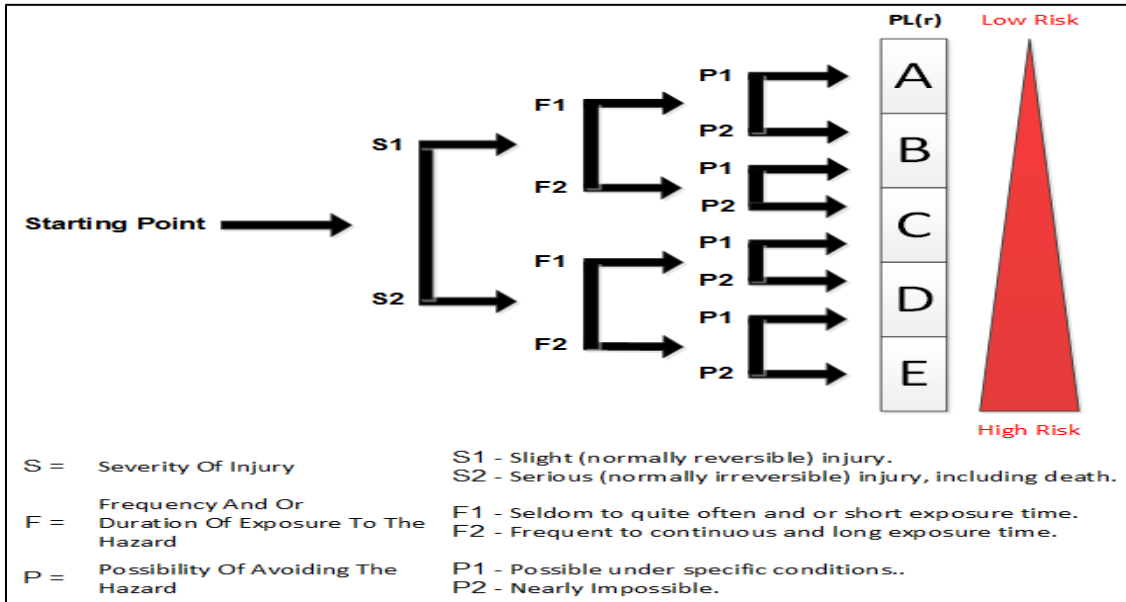 PL(r)
Low Risk
A
B
C
D
E
High Risk
Starting Point
S1
S2
F1
F2
F1
F2
P1
P2
P1
P2
P1
P2
P1
P2
S =
Severity Of Injury
S1 - Slight (normally reversible) injury.
S2 - Serious (normally irreversible) injury, including death.
F =
Frequency And Or
Duration Of Exposure To The
Hazard
F1 - Seldom to quite often and or short exposure time.
F2 - Frequent to continuous and long exposure time.
P =
Possibility Of Avoiding The
Hazard
P1 - Possible under specific conditions..
P2 - Nearly Impossible.